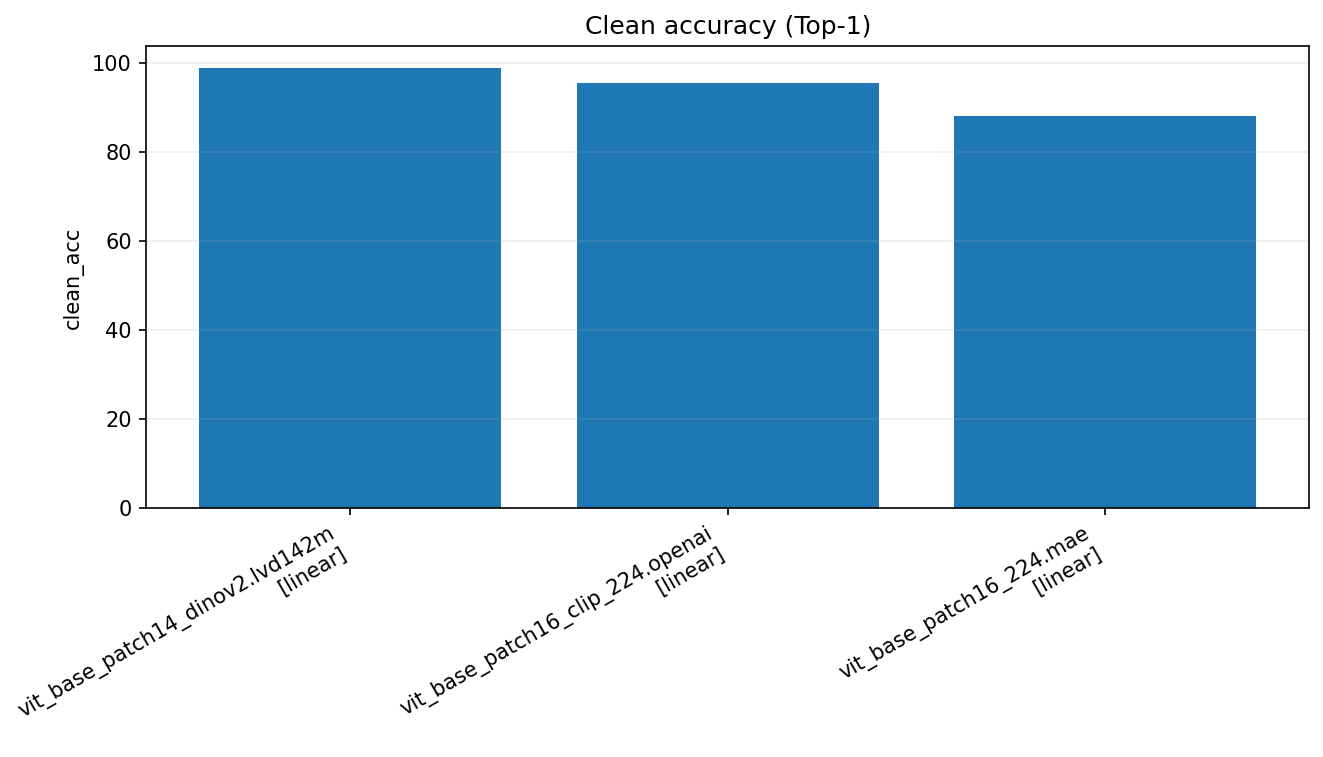 Clean accuracy (Top-1)
clean_acc
100
80
60
40
20
0
vit_base_patch14_dinov2.lvd142m
[linear]
vit_base_patch16_clip_224.openai
[linear]
vit_base_patch16_224.mae
[linear]